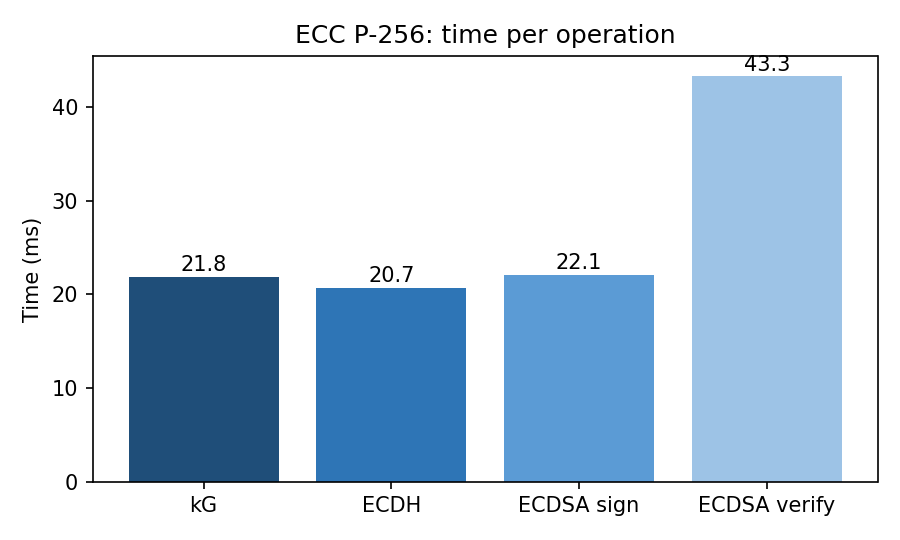 ECC P-256: time per operation
Time (ms)
40
30
20
10
0
21.8
20.7
22.1
43.3
kG
ECDH
ECDSA sign
ECDSA verify